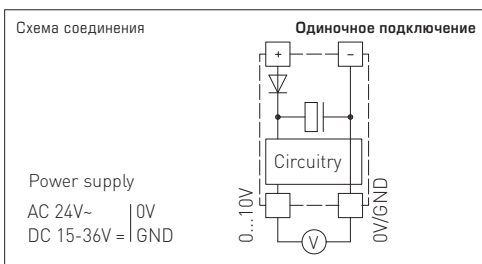 Схема соединения
Одиночное подключение
+ –
Circuitry
Power supply
AC 24V~ 0V
DC 15-36V = GND
0....10V
0V/GND
V